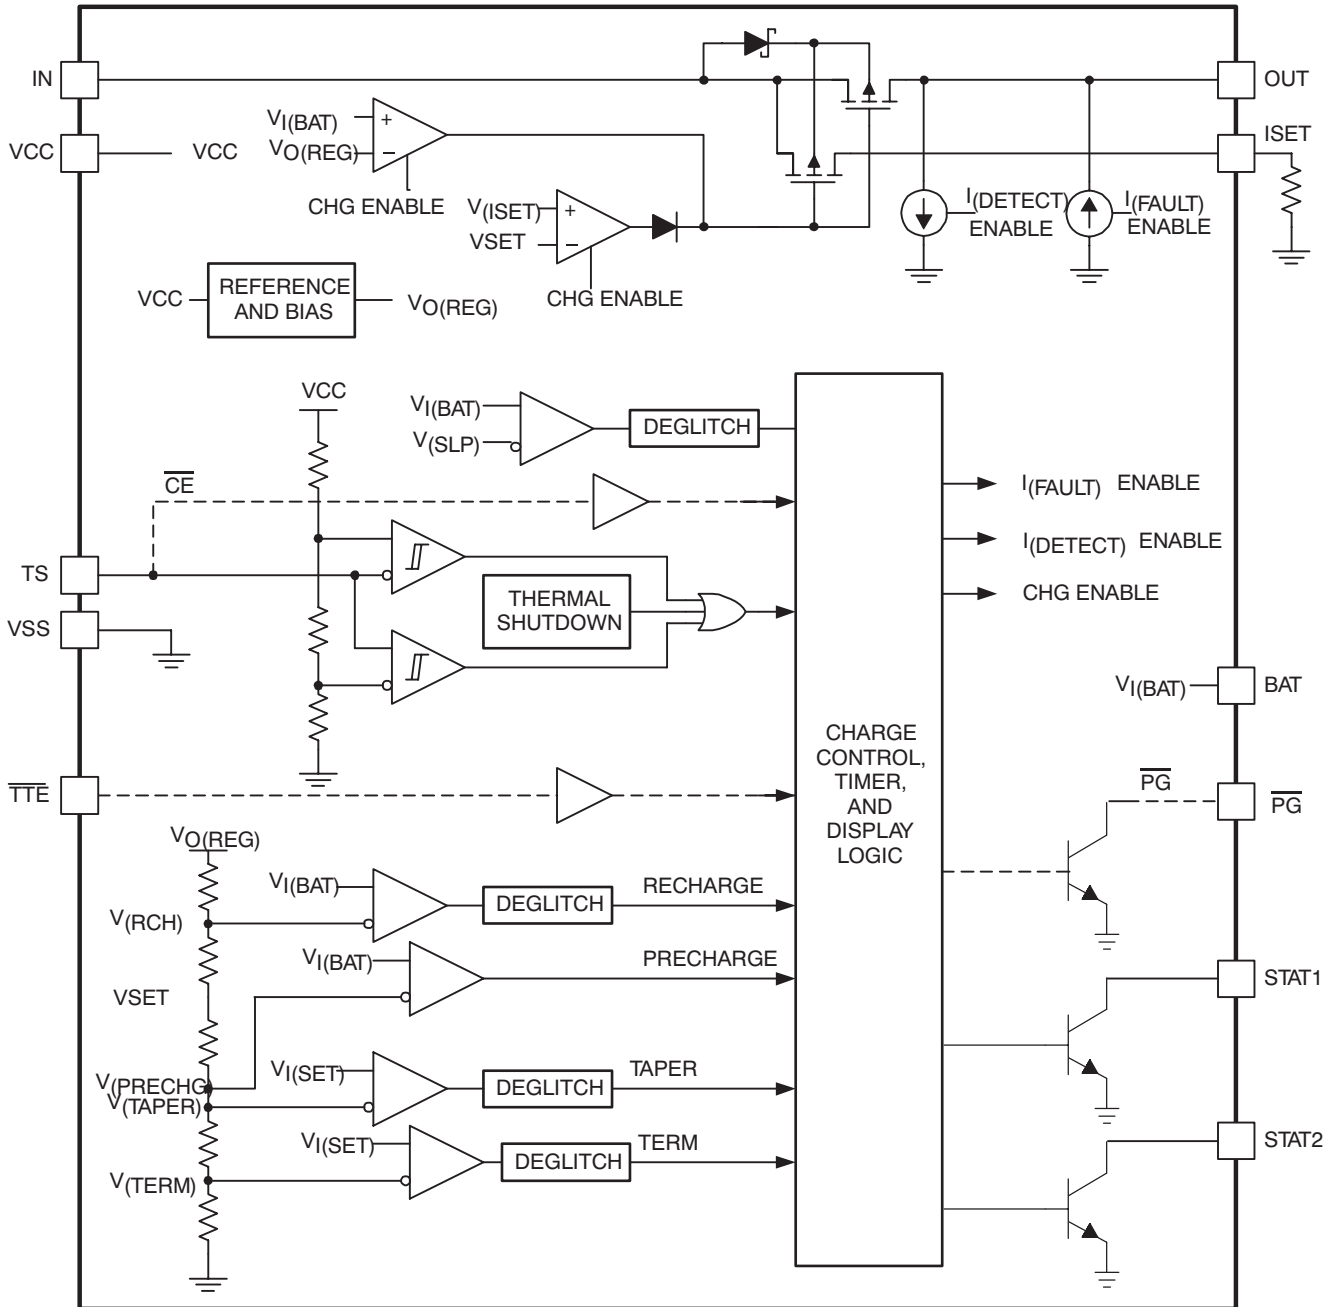 IN
OUT
VI(BAT)
VO(REG)
ISET
VCC
VCC
CHG ENABLE
V(ISET)
VSET
I(DETECT)
ENABLE
I(FAULT)
ENABLE
CHG ENABLE
VCC
REFERENCE
AND BIAS
VO(REG)
VCC
VI(BAT)
V(SLP)
DEGLITCH
CE
I(FAULT) ENABLE
I(DETECT) ENABLE
CHG ENABLE
TS
THERMAL
SHUTDOWN
VSS
VI(BAT)
BAT
CHARGE
CONTROL,
TIMER,
AND
DISPLAY
LOGIC
TTE
PG
PG
VO(REG)
VI(BAT)
DEGLITCH
RECHARGE
V(RCH)
VI(BAT)
PRECHARGE
VSET
STAT1
VI(SET)
DEGLITCH
TAPER
V(PRECHG)
V(TAPER)
VI(SET)
DEGLITCH
TERM
V(TERM)
STAT2